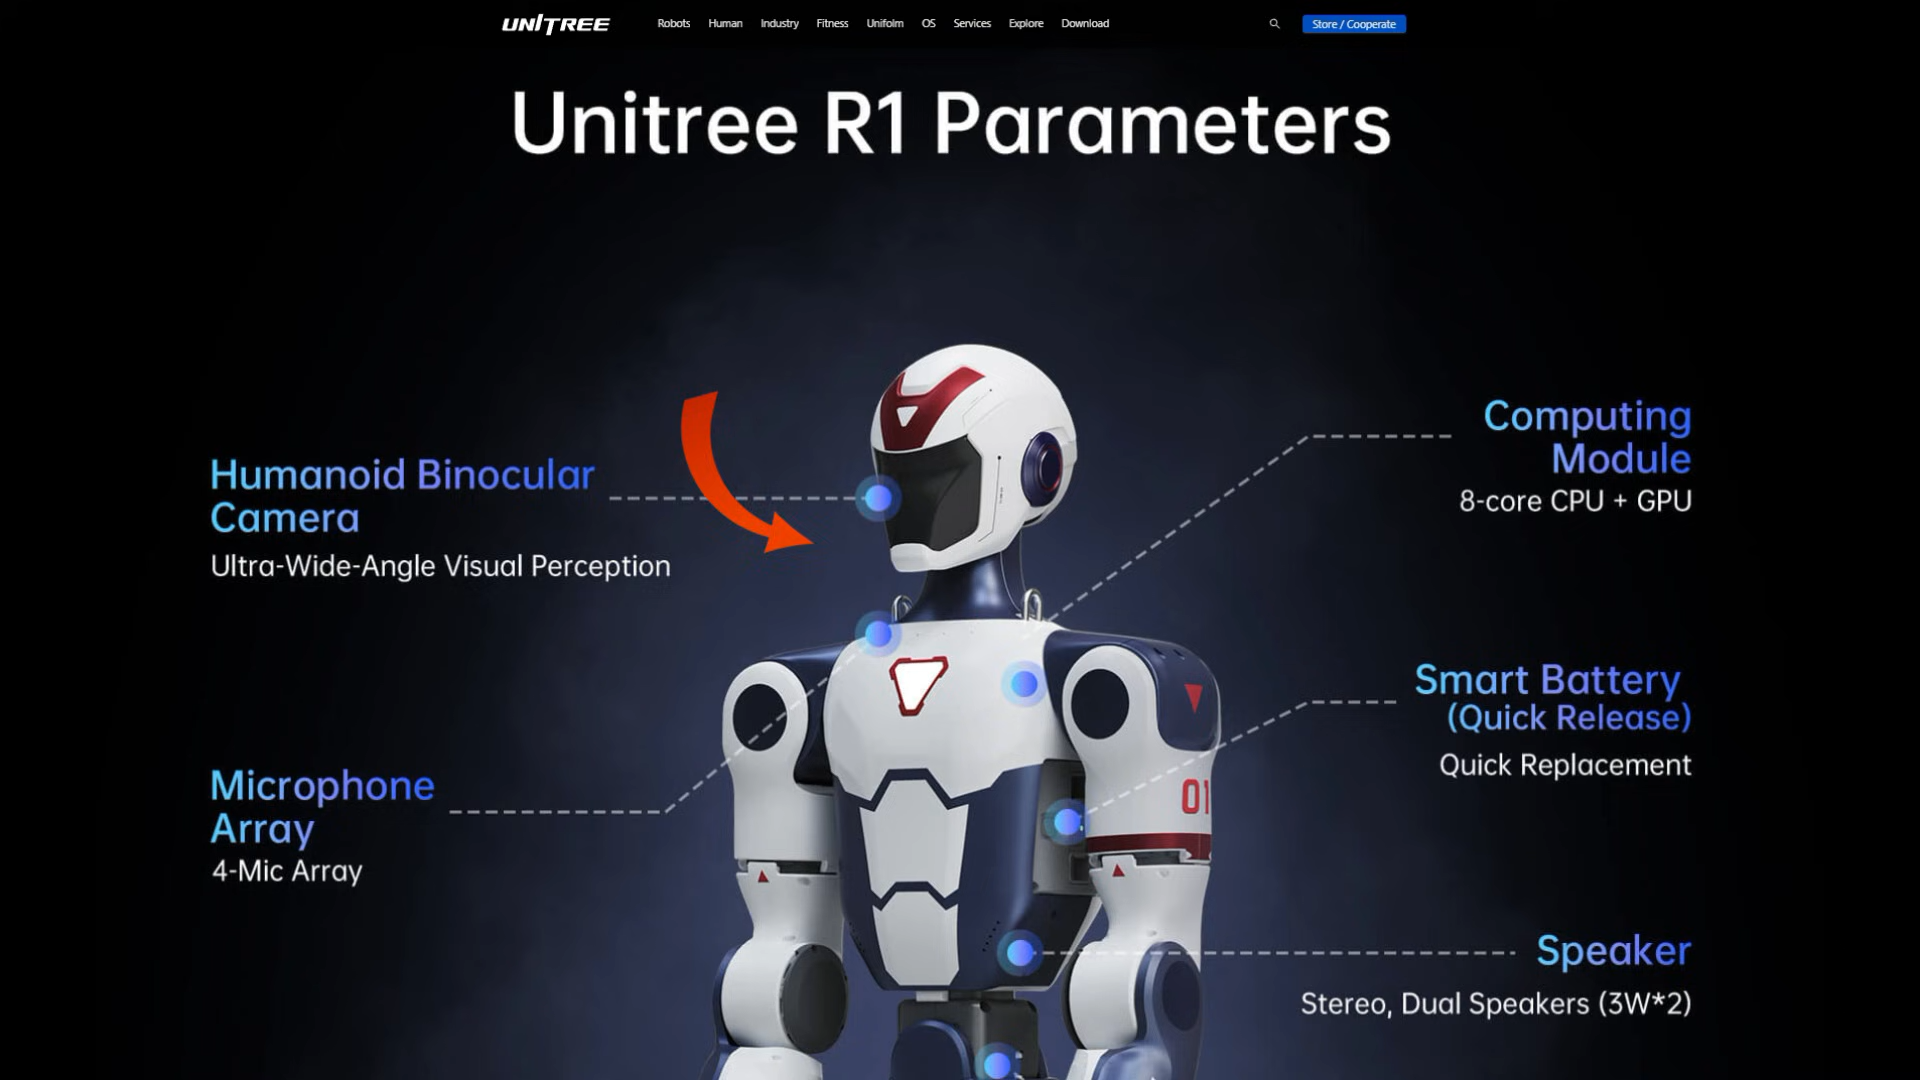 UNITREE
Robots Human Industry Fitness Unifolm OS Services Explore Download
Store / Cooperate
Unitree R1 Parameters
Humanoid Binocular
Camera
Ultra-Wide-Angle Visual Perception
Computing
Module
8-core CPU + GPU
Smart Battery
(Quick Release)
Quick Replacement
01
Microphone
Array
4-Mic Array
Speaker
Stereo, Dual Speakers (3W*2)